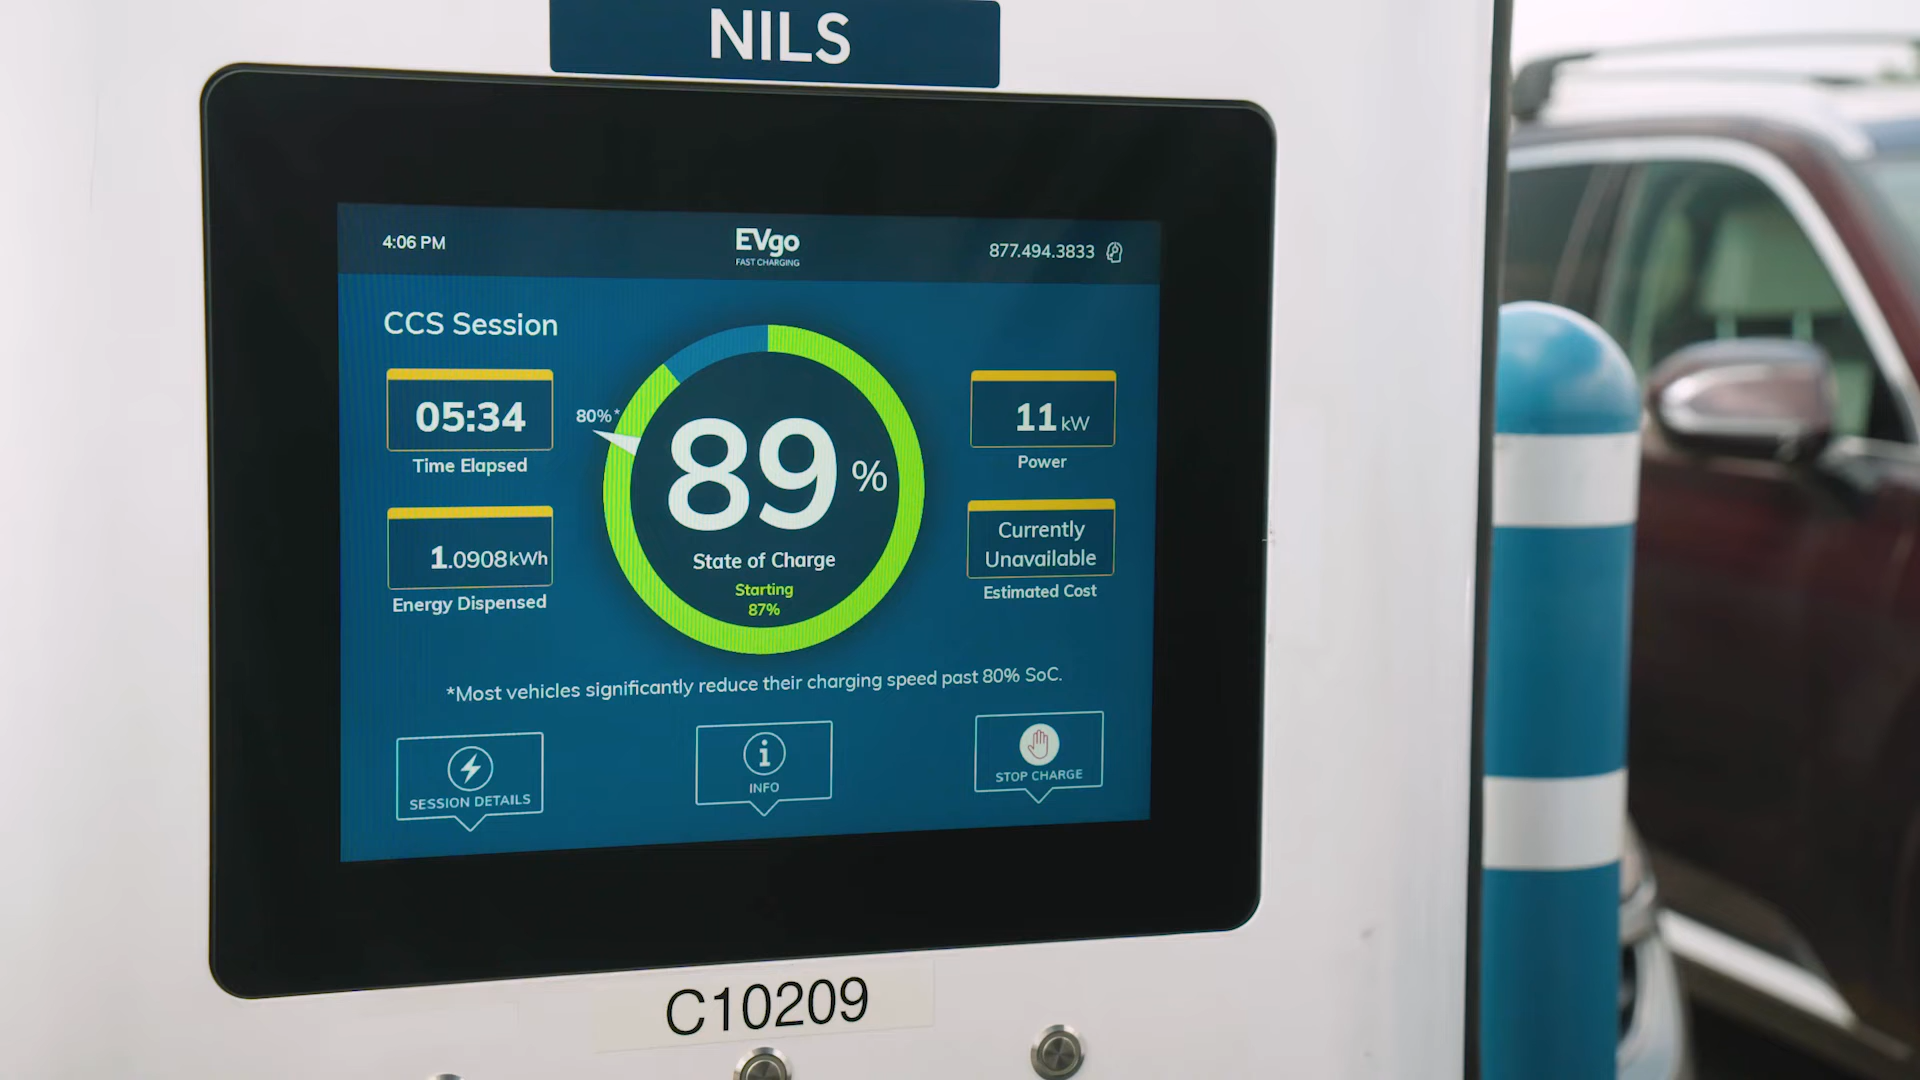 NILS
4:06 PM
EVgo
FAST CHARGING
877.494.3833
CCS Session
05:34
Time Elapsed
1.0908kWh
Energy Dispensed
80%*
89%
State of Charge
Starting
87%
11 kW
Power
Currently
Unavailable
Estimated Cost
*Most vehicles significantly reduce their charging speed past 80% SoC.
SESSION DETAILS
INFO
STOP CHARGE
C10209